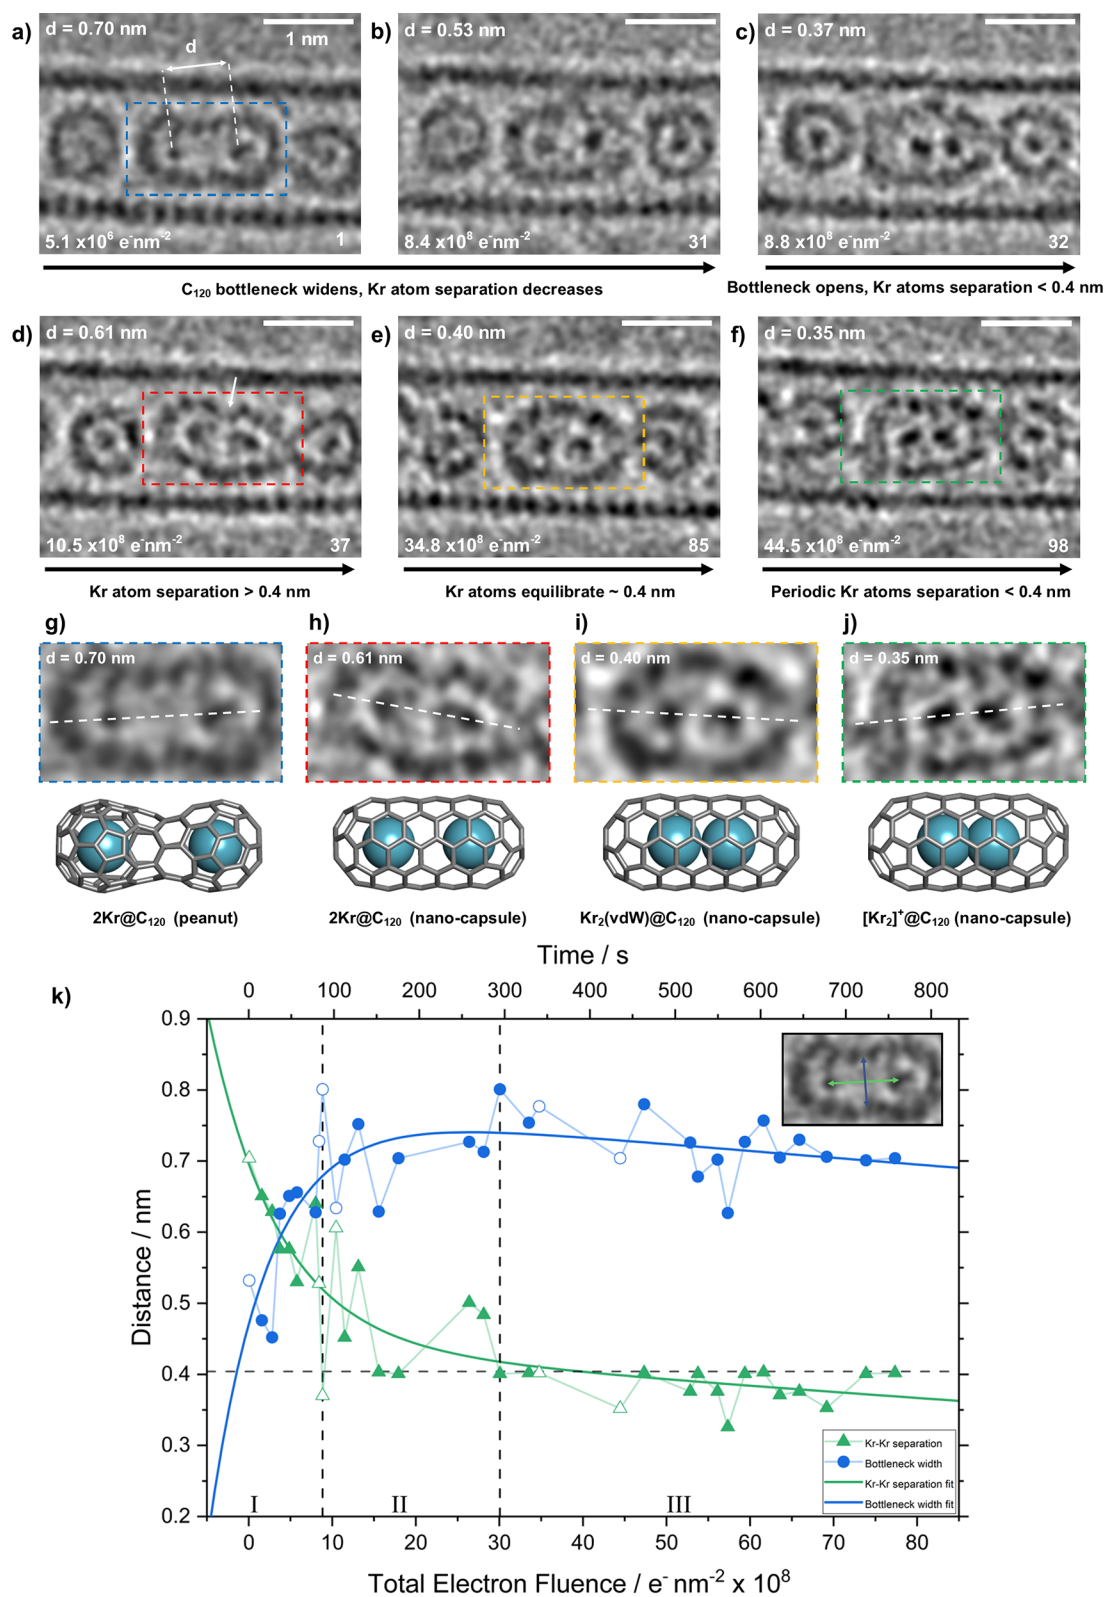 a)
d = 0.70 nm
1 nm
d
5.1 x10⁶ e⁻nm⁻²
1
b)
d = 0.53 nm
8.4 x10⁸ e⁻nm⁻²
31
c)
d = 0.37 nm
8.8 x10⁸ e⁻nm⁻²
32
C₁₂₀ bottleneck widens, Kr atom separation decreases
Bottleneck opens, Kr atoms separation < 0.4 nm
d)
d = 0.61 nm
10.5 x10⁸ e⁻nm⁻²
37
e)
d = 0.40 nm
34.8 x10⁸ e⁻nm⁻²
85
f)
d = 0.35 nm
44.5 x10⁸ e⁻nm⁻²
98
Kr atom separation > 0.4 nm
Kr atoms equilibrate ~ 0.4 nm
Periodic Kr atoms separation < 0.4 nm
g)
d = 0.70 nm
h)
d = 0.61 nm
i)
d = 0.40 nm
j)
d = 0.35 nm
2Kr@C₁₂₀ (peanut)
2Kr@C₁₂₀ (nano-capsule)
Kr₂(vdW)@C₁₂₀ (nano-capsule)
[Kr₂]⁺@C₁₂₀ (nano-capsule)
k)
Time / s
0 100 200 300 400 500 600 700 800
Distance / nm
0.9
0.8
0.7
0.6
0.5
0.4
0.3
0.2
I II III
Kr-Kr separation
Bottleneck width
Kr-Kr separation fit
Bottleneck width fit
0 10 20 30 40 50 60 70 80
Total Electron Fluence / e⁻ nm⁻² x 10⁸